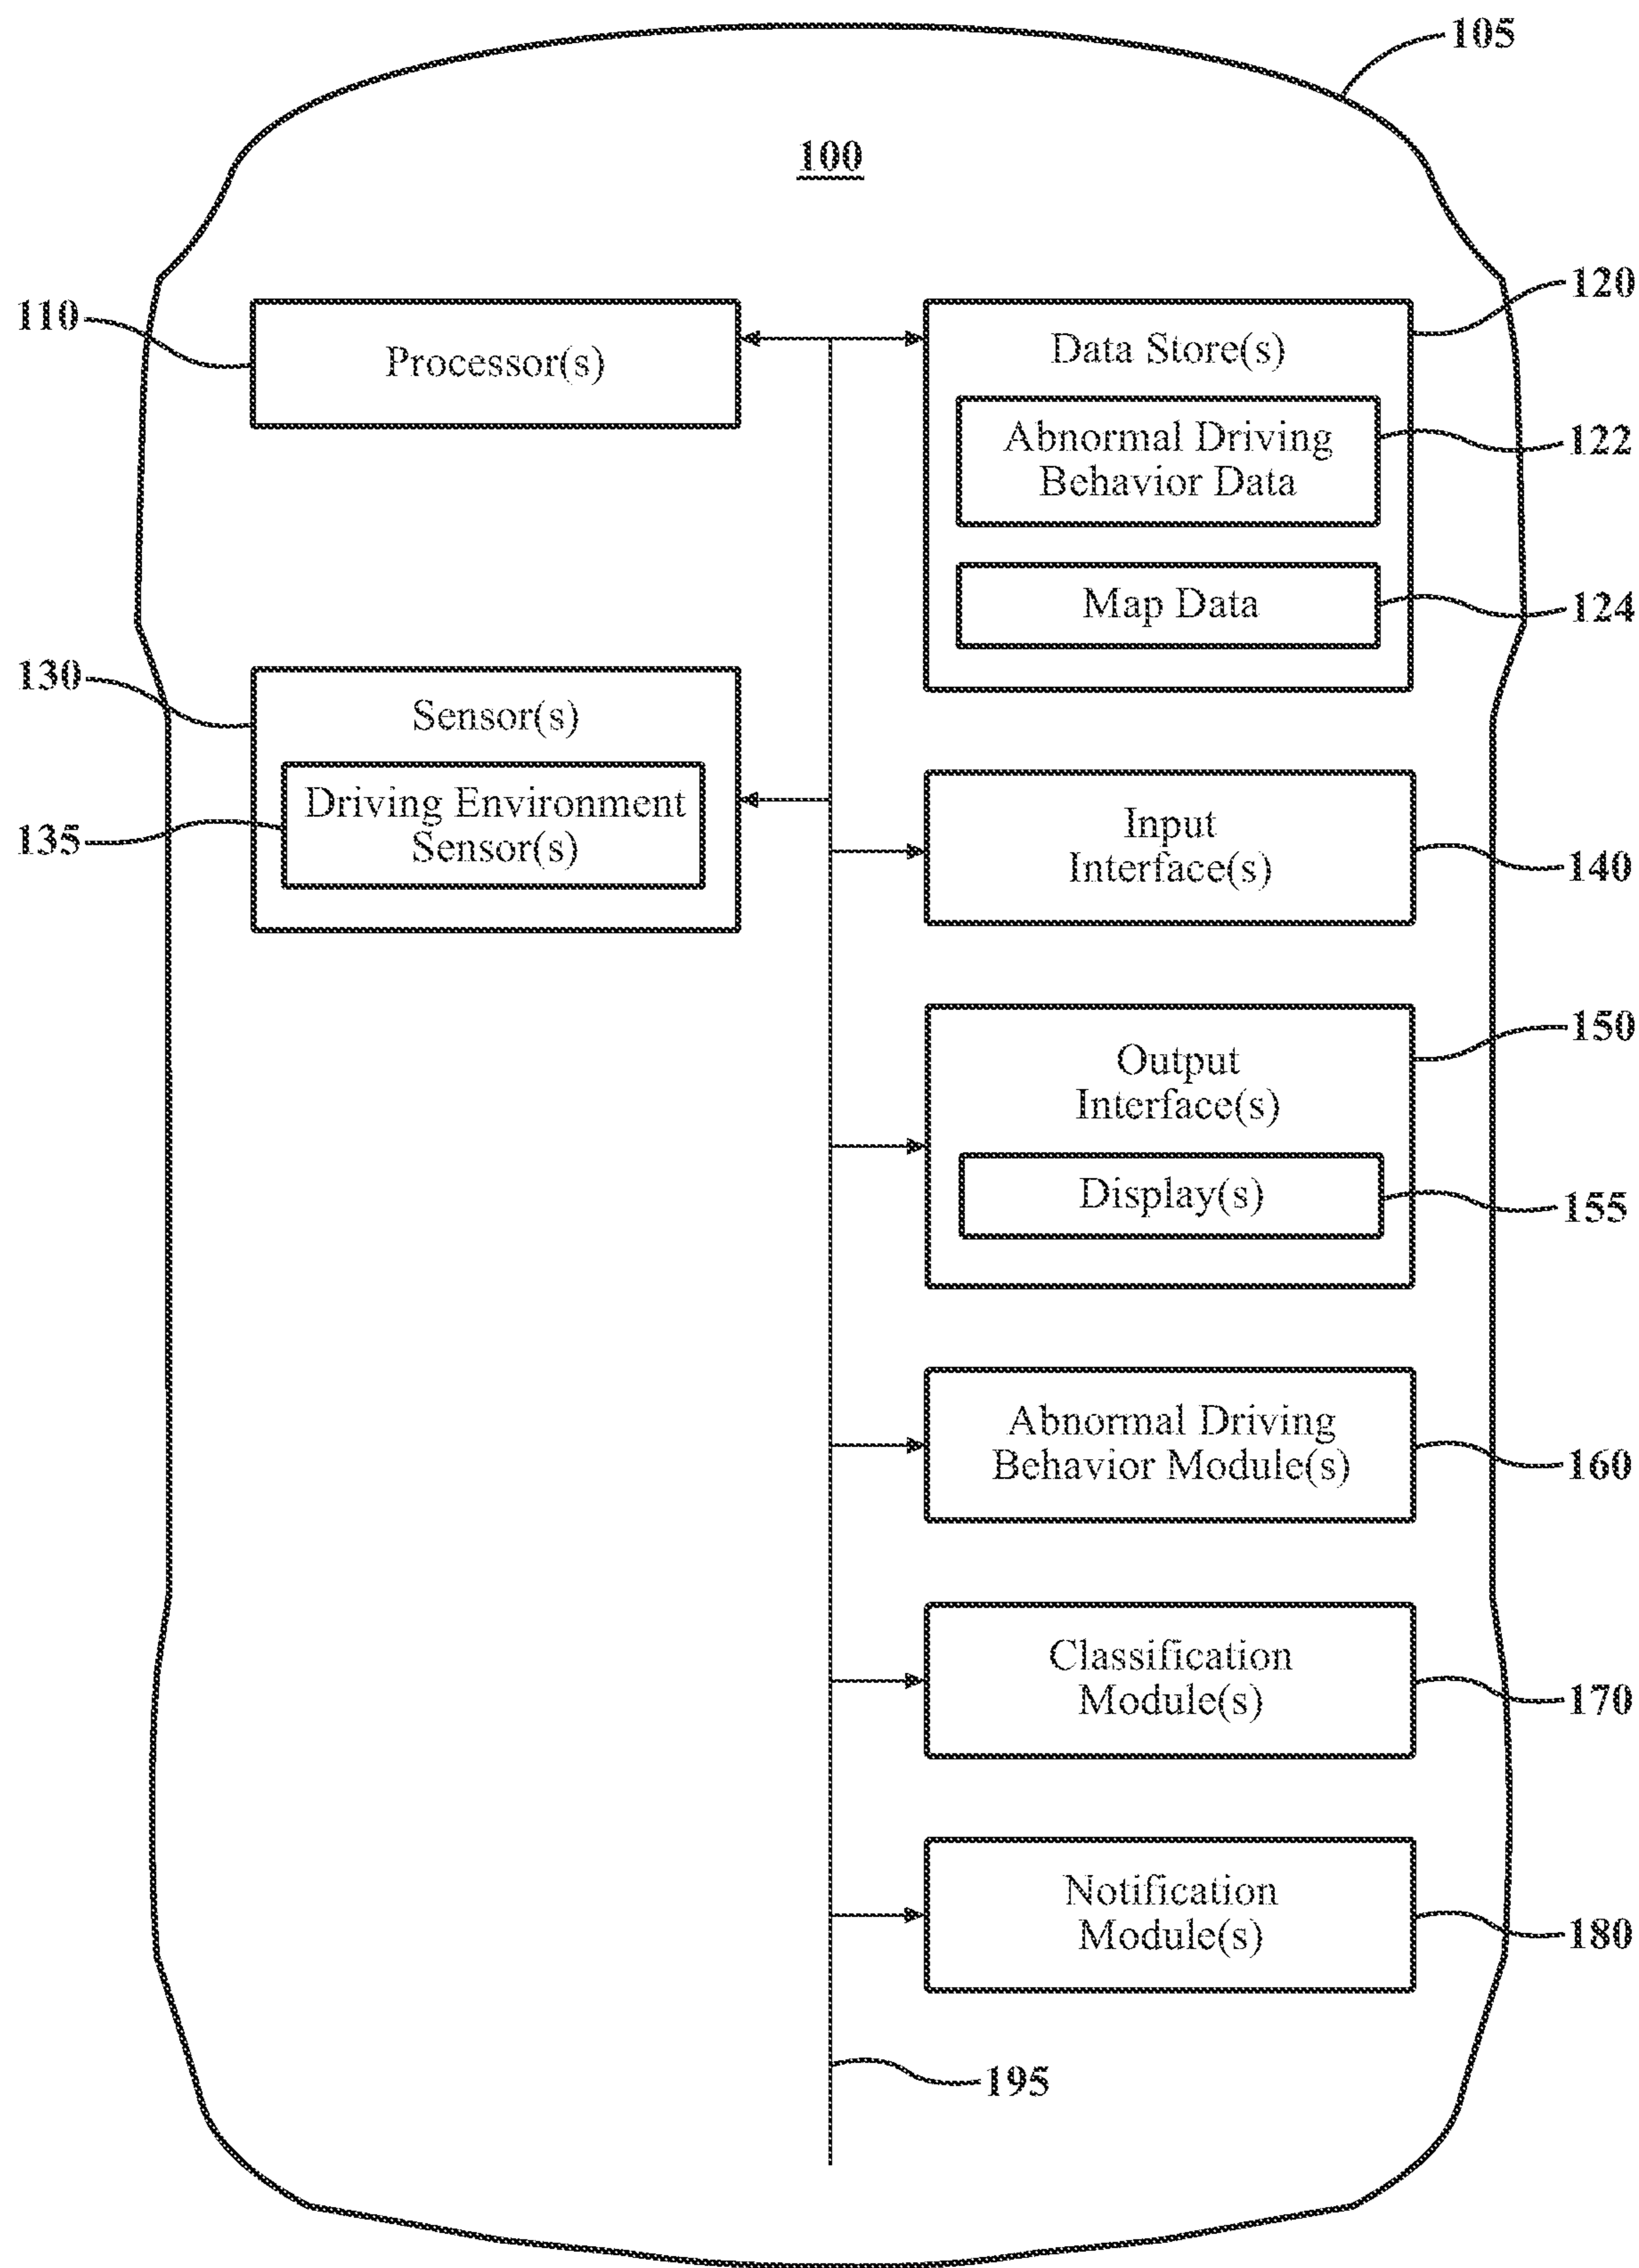 105
100
110
Processor(s)
120
Data Store(s)
Abnormal Driving
Behavior Data
122
Map Data
124
130
Sensor(s)
Driving Environment
Sensor(s)
135
Input
Interface(s)
140
150
Output
Interface(s)
Display(s)
155
Abnormal Driving
Behavior Module(s)
160
Classification
Module(s)
170
Notification
Module(s)
180
195